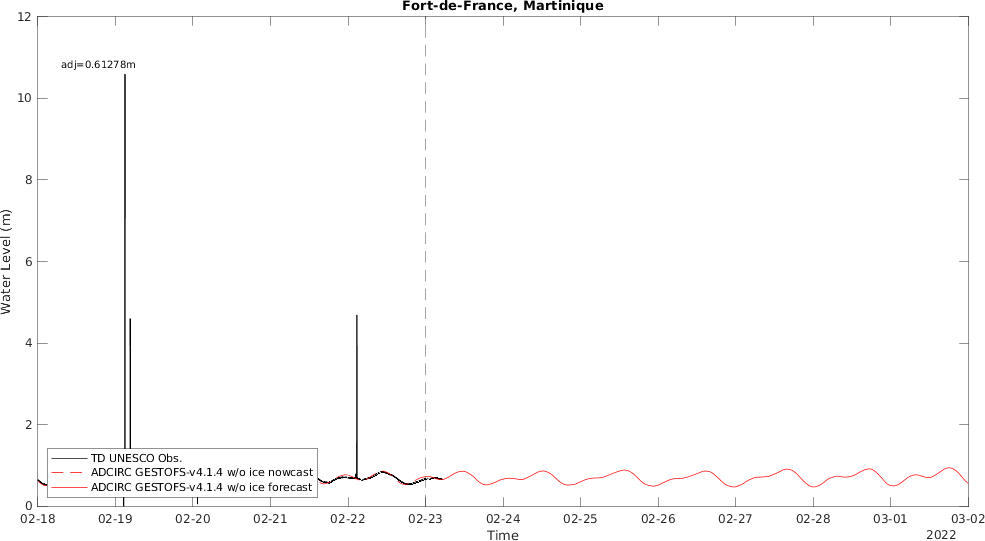 Fort-de-France, Martinique
12
10
8
6
4
2
0
Water Level (m)
adj=0.61278m
TD UNESCO Obs.
ADCIRC GESTOFS-v4.1.4 w/o ice nowcast
ADCIRC GESTOFS-v4.1.4 w/o ice forecast
02-18 02-19 02-20 02-21 02-22 02-23 02-24 02-25 02-26 02-27 02-28 03-01 03-02
Time
2022